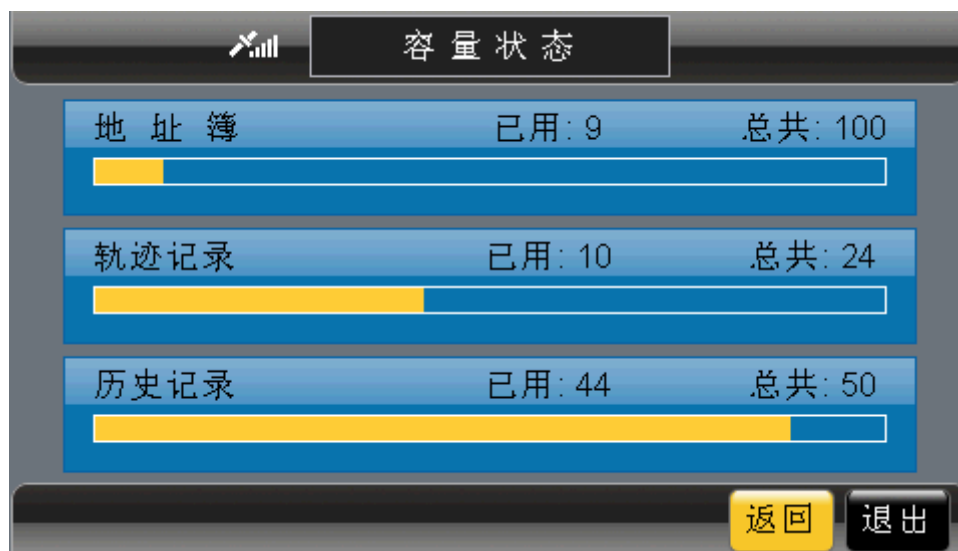 容量状态
地址簿 已用: 9 总共: 100
轨迹记录 已用: 10 总共: 24
历史记录 已用: 44 总共: 50
返回 退出